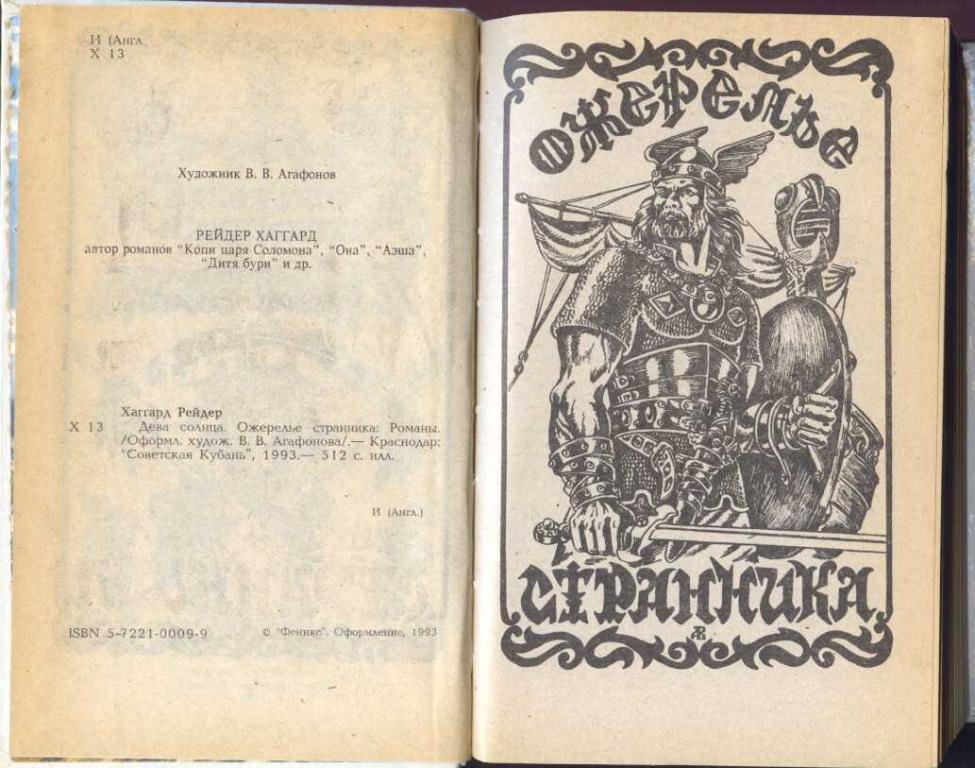 И (Англ.
Х 13
Художник В. В. Агафонов
РЕЙДЕР ХАГГАРД
автор романов "Копи царя Соломона", "Она", "Аэша",
"Дитя бури" и др.
Хаггард Рейдер
Х 13 Дева солнца. Ожерелье странника: Романы.
/Оформл. худож. В. В. Агафонова/.— Краснодар:
"Советская Кубань", 1993.— 512 с. илл.
И (Англ.)
ISBN 5-7221-0009-9 © "Феникс". Оформление, 1993
ОЖЕРЕЛЬЕ
СТРАННИКА